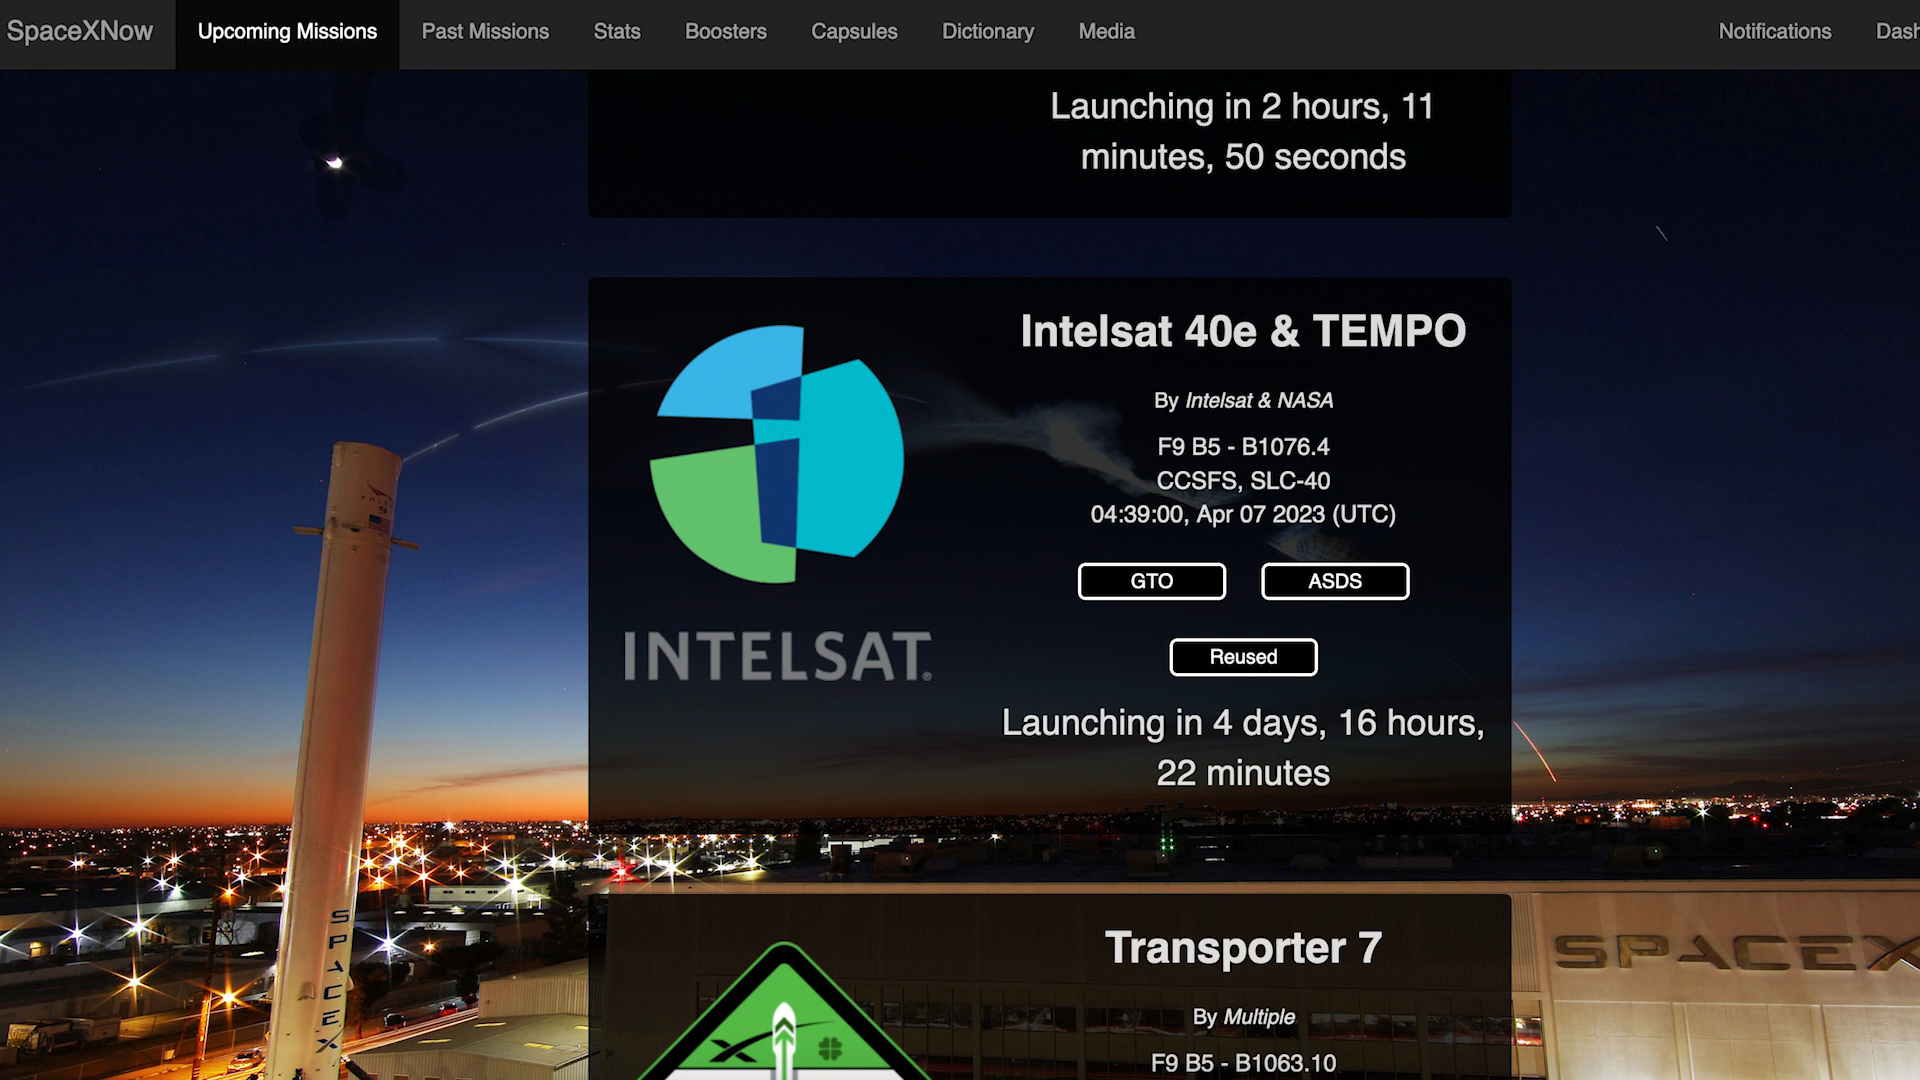 SpaceXNow Upcoming Missions Past Missions Stats Boosters Capsules Dictionary Media Notifications
Launching in 2 hours, 11
minutes, 50 seconds
Intelsat 40e & TEMPO
By Intelsat & NASA
F9 B5 - B1076.4
CCSFS, SLC-40
04:39:00, Apr 07 2023 (UTC)
GTO ASDS
Reused
INTELSAT
Launching in 4 days, 16 hours,
22 minutes
Transporter 7
By Multiple
F9 B5 - B1063.10
FALCON
9
SPACEX
SPACEX